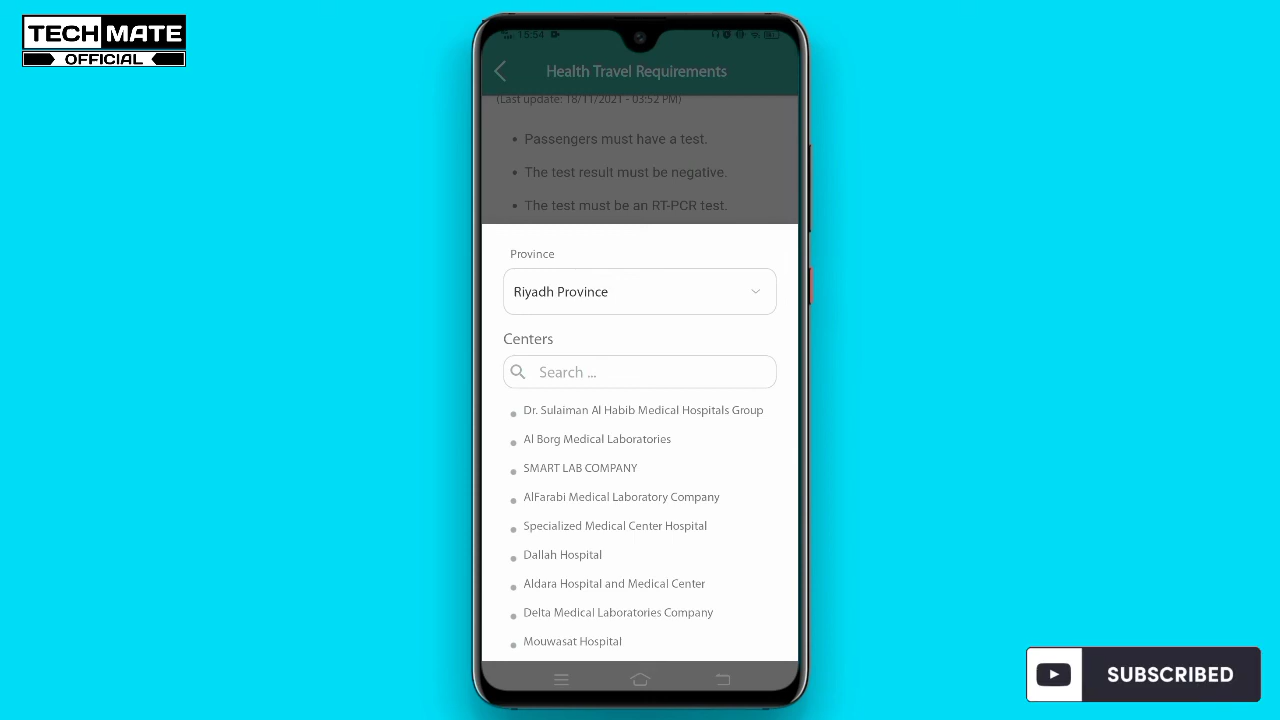 TECH MATE
OFFICIAL
15:54
Health Travel Requirements
(Last update: 18/11/2021 - 03:52 PM)
• Passengers must have a test.
• The test result must be negative.
• The test must be an RT-PCR test.
Province
Riyadh Province
Centers
Search ...
• Dr. Sulaiman Al Habib Medical Hospitals Group
• Al Borg Medical Laboratories
• SMART LAB COMPANY
• AlFarabi Medical Laboratory Company
• Specialized Medical Center Hospital
• Dallah Hospital
• Aldara Hospital and Medical Center
• Delta Medical Laboratories Company
• Mouwasat Hospital
SUBSCRIBED